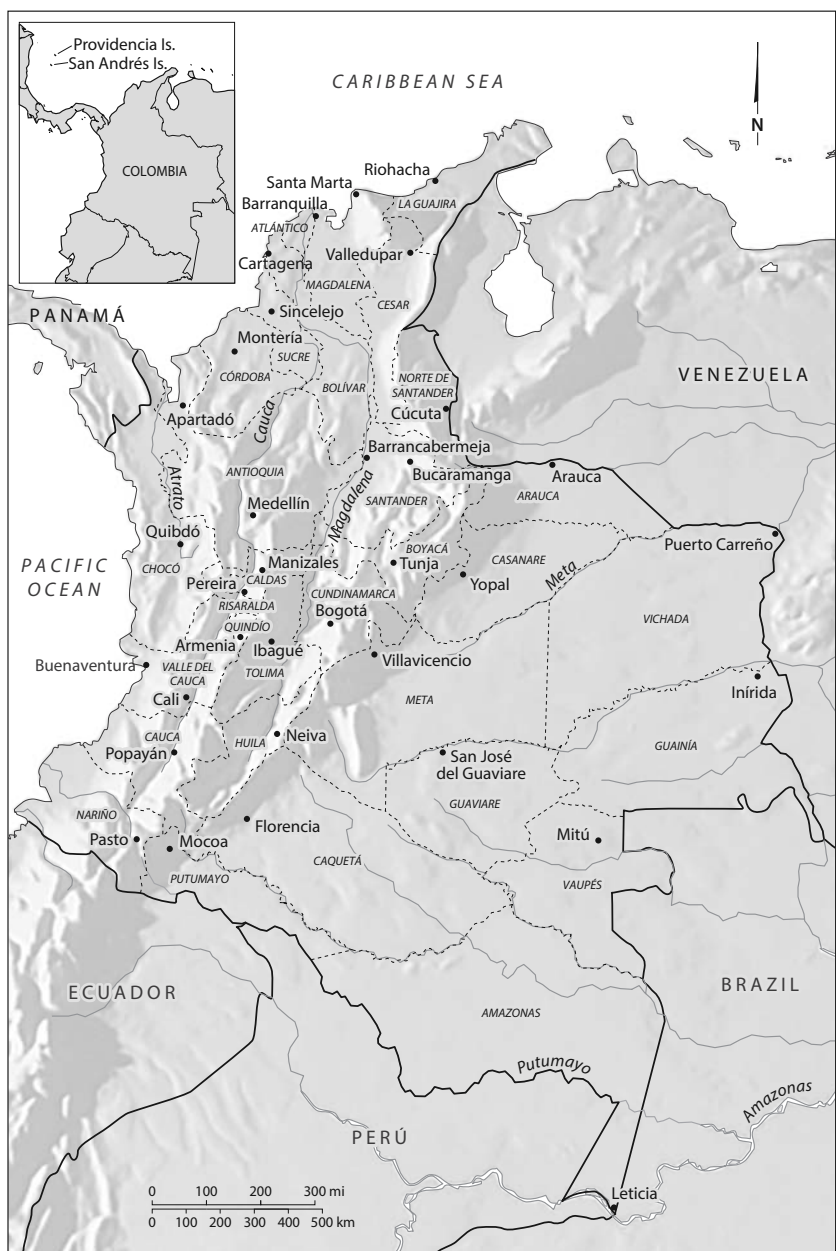 Providencia Is.
San Andrés Is.
COLOMBIA
CARIBBEAN SEA
N
Riohacha
Santa Marta
LA GUAJIRA
Barranquilla
ATLÁNTICO
Cartagena
Valledupar
MAGDALENA
CESAR
PANAMÁ
Sincelejo
Montería
SUCRE
CÓRDOBA
BOLÍVAR
NORTE DE
SANTANDER
VENEZUELA
Apartadó
Cauca
Cúcuta
Atrato
ANTIOQUIA
Barrancabermeja
Bucaramanga
Arauca
ARAUCA
SANTANDER
Medellín
Magdalena
Quibdó
CHOCÓ
PACIFIC
OCEAN
Manizales
CALDAS
BOYACÁ
Tunja
CASANARE
Yopal
Meta
Puerto Carreño
Pereira
RISARALDA
CUNDINAMARCA
Bogotá
QUINDÍO
Armenia
Ibagué
VICHADA
Buenaventura
VALLE DEL
CAUCA
TOLIMA
Villavicencio
Cali
META
Inírida
CAUCA
Popayán
HUILA
Neiva
San José
del Guaviare
GUAINÍA
GUAVIARE
NARIÑO
Pasto
Mocoa
Florencia
Mitú
PUTUMAYO
CAQUETÁ
VAUPÉS
ECUADOR
BRAZIL
AMAZONAS
Putumayo
Amazonas
PERÚ
Leticia
0 100 200 300 mi
0 100 200 300 400 500 km